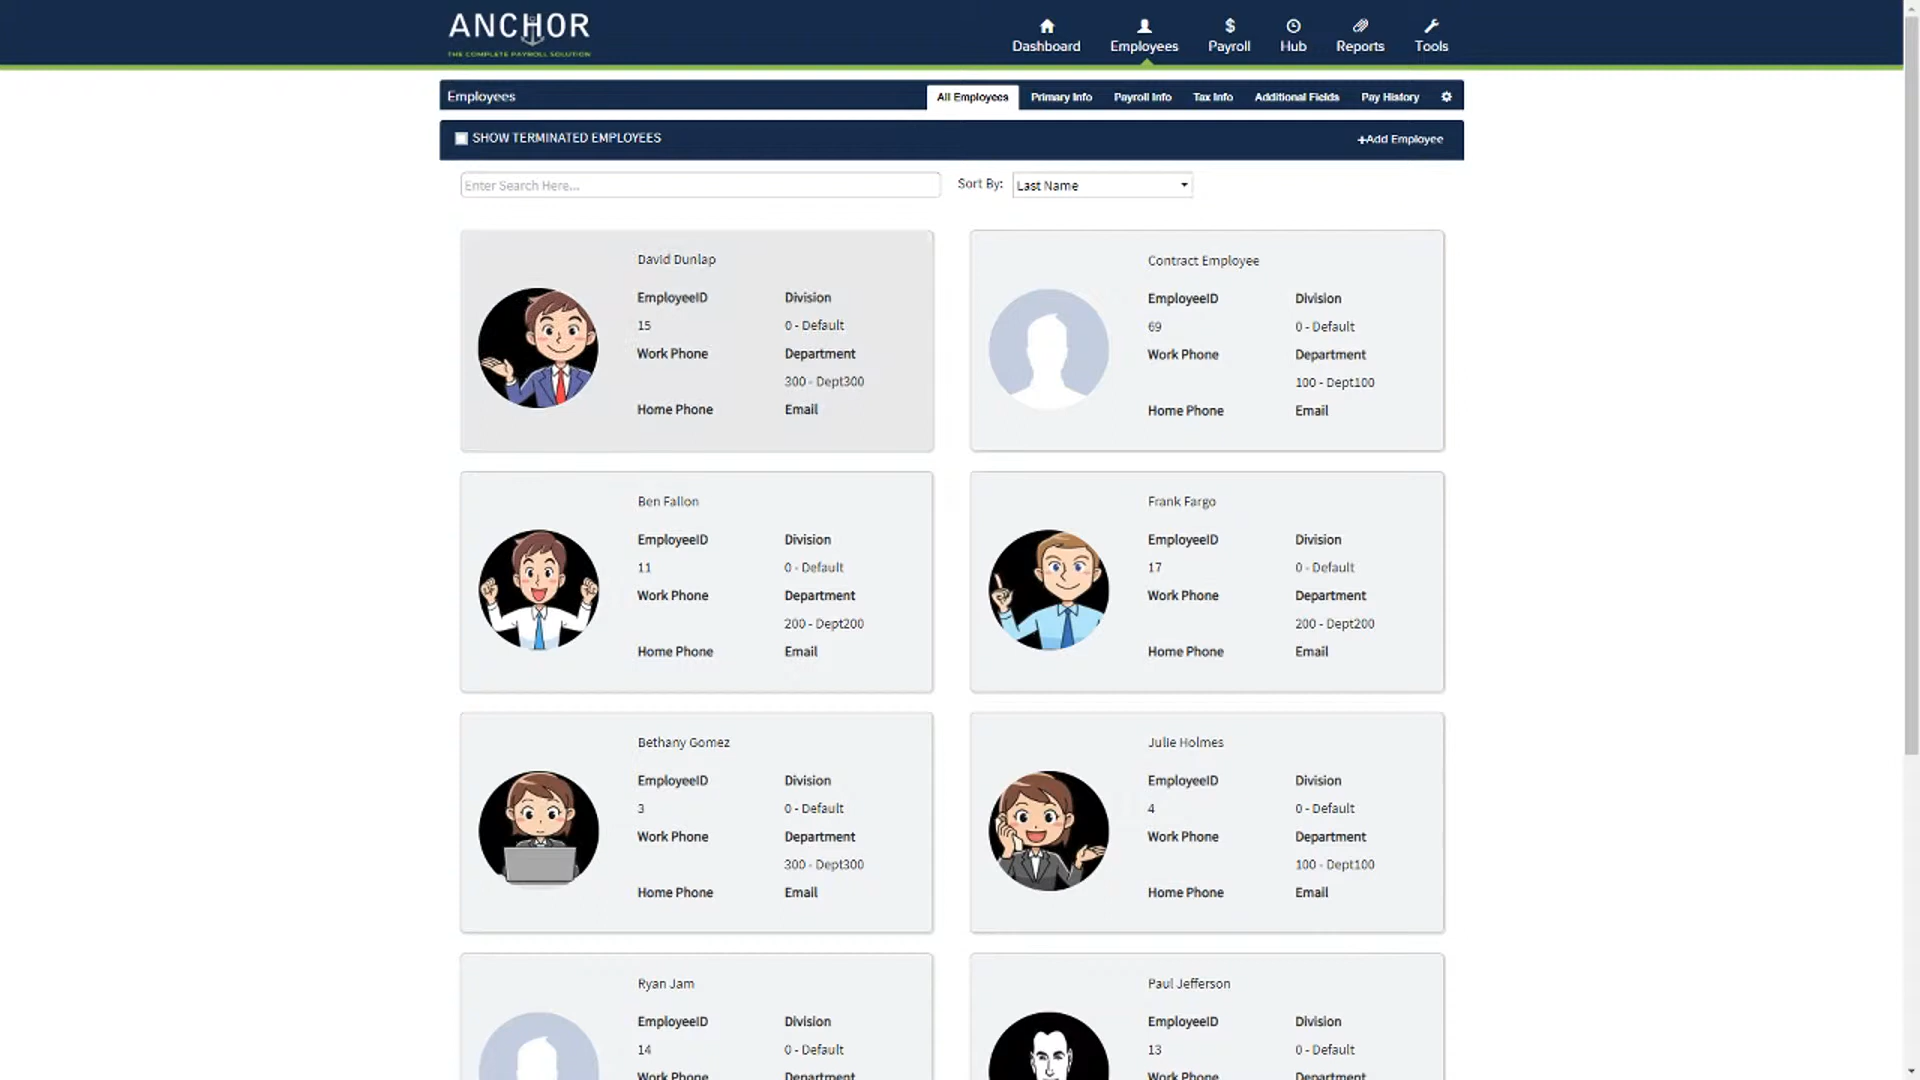 ANCHOR
THE COMPLETE PAYROLL SOLUTION
Dashboard
Employees
Payroll
Hub
Reports
Tools
Employees
All Employees
Primary Info
Payroll Info
Tax Info
Additional Fields
Pay History
SHOW TERMINATED EMPLOYEES
+Add Employee
Enter Search Here...
Sort By:
Last Name
David Dunlap
EmployeeID
Division
15
0 - Default
Work Phone
Department
300 - Dept300
Home Phone
Email
Contract Employee
EmployeeID
Division
69
0 - Default
Work Phone
Department
100 - Dept100
Home Phone
Email
Ben Fallon
EmployeeID
Division
11
0 - Default
Work Phone
Department
200 - Dept200
Home Phone
Email
Frank Fargo
EmployeeID
Division
17
0 - Default
Work Phone
Department
200 - Dept200
Home Phone
Email
Bethany Gomez
EmployeeID
Division
3
0 - Default
Work Phone
Department
300 - Dept300
Home Phone
Email
Julie Holmes
EmployeeID
Division
4
0 - Default
Work Phone
Department
100 - Dept100
Home Phone
Email
Ryan Jam
EmployeeID
Division
14
0 - Default
Work Phone
Department
Paul Jefferson
EmployeeID
Division
13
0 - Default
Work Phone
Department